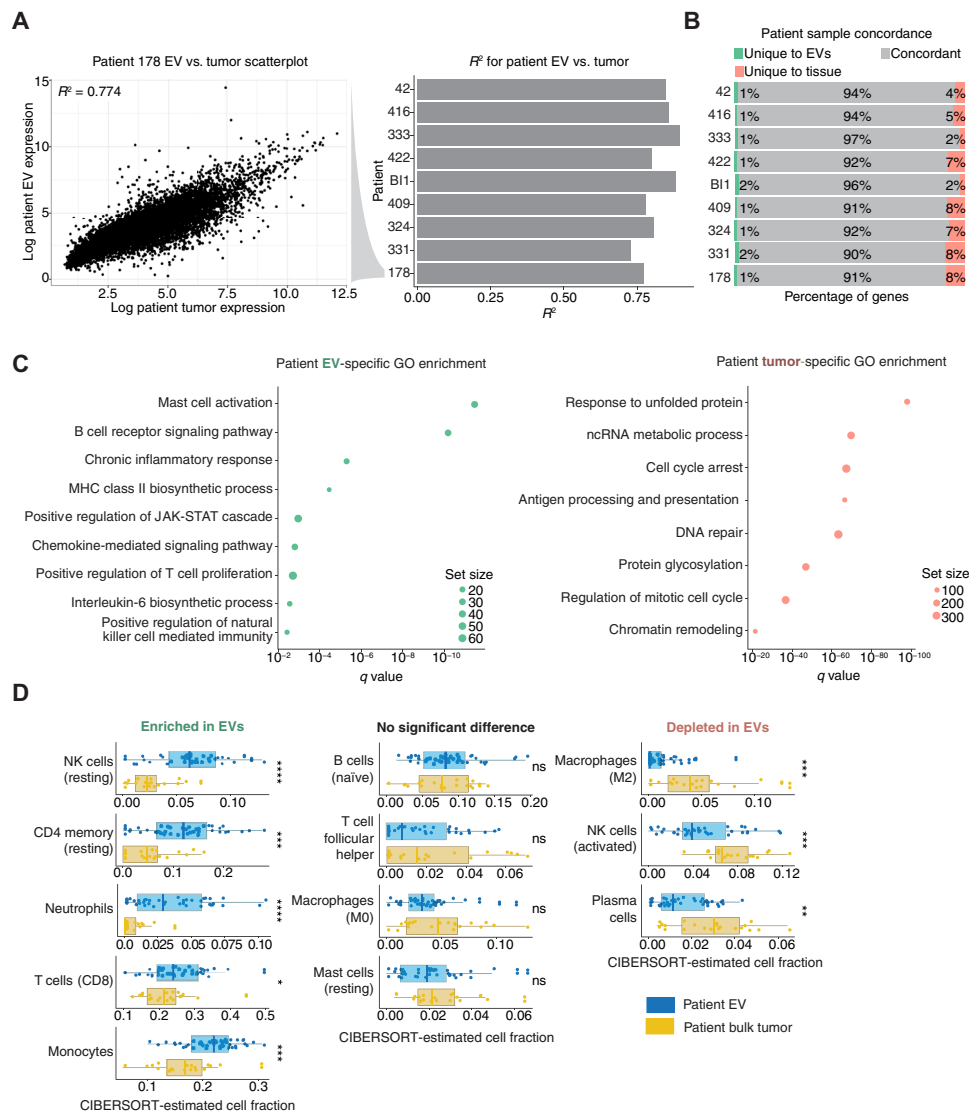 A
Patient 178 EV vs. tumor scatterplot
R² = 0.774
Log patient EV expression
15
10
5
0
2.5 5.0 7.5 10.0 12.5
Log patient tumor expression
R² for patient EV vs. tumor
Patient
42
416
333
422
BI1
409
324
331
178
0.00 0.25 0.50 0.75
R²
B
Patient sample concordance
Unique to EVs Concordant
Unique to tissue
42 1% 94% 4%
416 1% 94% 5%
333 1% 97% 2%
422 1% 92% 7%
BI1 2% 96% 2%
409 1% 91% 8%
324 1% 92% 7%
331 2% 90% 8%
178 1% 91% 8%
Percentage of genes
C
Patient EV-specific GO enrichment
Mast cell activation
B cell receptor signaling pathway
Chronic inflammatory response
MHC class II biosynthetic process
Positive regulation of JAK-STAT cascade
Chemokine-mediated signaling pathway
Positive regulation of T cell proliferation
Interleukin-6 biosynthetic process
Positive regulation of natural
killer cell mediated immunity
Set size
20
30
40
50
60
10⁻² 10⁻⁴ 10⁻⁶ 10⁻⁸ 10⁻¹⁰
q value
Patient tumor-specific GO enrichment
Response to unfolded protein
ncRNA metabolic process
Cell cycle arrest
Antigen processing and presentation
DNA repair
Protein glycosylation
Regulation of mitotic cell cycle
Chromatin remodeling
Set size
100
200
300
10⁻²⁰ 10⁻⁴⁰ 10⁻⁶⁰ 10⁻⁸⁰ 10⁻¹⁰⁰
q value
D
Enriched in EVs
NK cells
(resting)
****
0.00 0.05 0.10
CD4 memory
(resting)
***
0.00 0.1 0.2
Neutrophils
****
0.00 0.025 0.05 0.075 0.10
T cells (CD8)
*
0.1 0.2 0.3 0.4 0.5
Monocytes
***
0.1 0.2 0.3
CIBERSORT-estimated cell fraction
No significant difference
B cells
(naïve)
ns
0.00 0.05 0.10 0.15 0.20
T cell
follicular
helper
ns
0.00 0.02 0.04 0.06
Macrophages
(M0)
ns
0.00 0.05 0.10
Mast cells
(resting)
ns
0.00 0.02 0.04 0.06
CIBERSORT-estimated cell fraction
Depleted in EVs
Macrophages
(M2)
***
0.00 0.05 0.10
NK cells
(activated)
***
0.00 0.04 0.08 0.12
Plasma
cells
**
0.00 0.02 0.04 0.06
CIBERSORT-estimated cell fraction
Patient EV
Patient bulk tumor